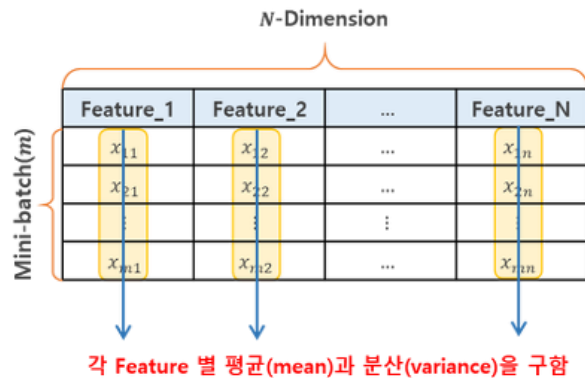 N-Dimension
Mini-batch(m)
Feature_1 Feature_2 ... Feature_N
x₁₁ x₁₂ ... x₁ₙ
x₂₁ x₂₂ ... x₂ₙ
⋮ ⋮ ⋮ ⋮
xₘ₁ xₘ₂ ... xₘₙ
각 Feature 별 평균(mean)과 분산(variance)을 구함